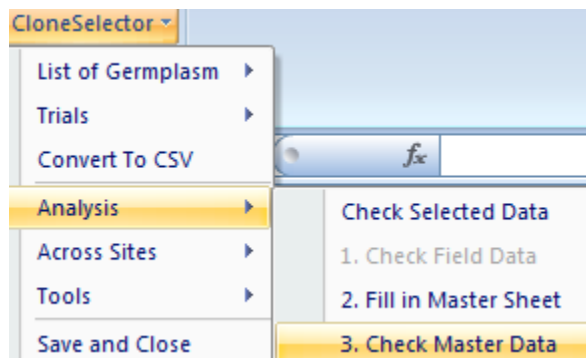 CloneSelector
List of Germplasm
Trials
Convert To CSV
fx
Analysis
Check Selected Data
Across Sites
1. Check Field Data
Tools
2. Fill in Master Sheet
Save and Close
3. Check Master Data